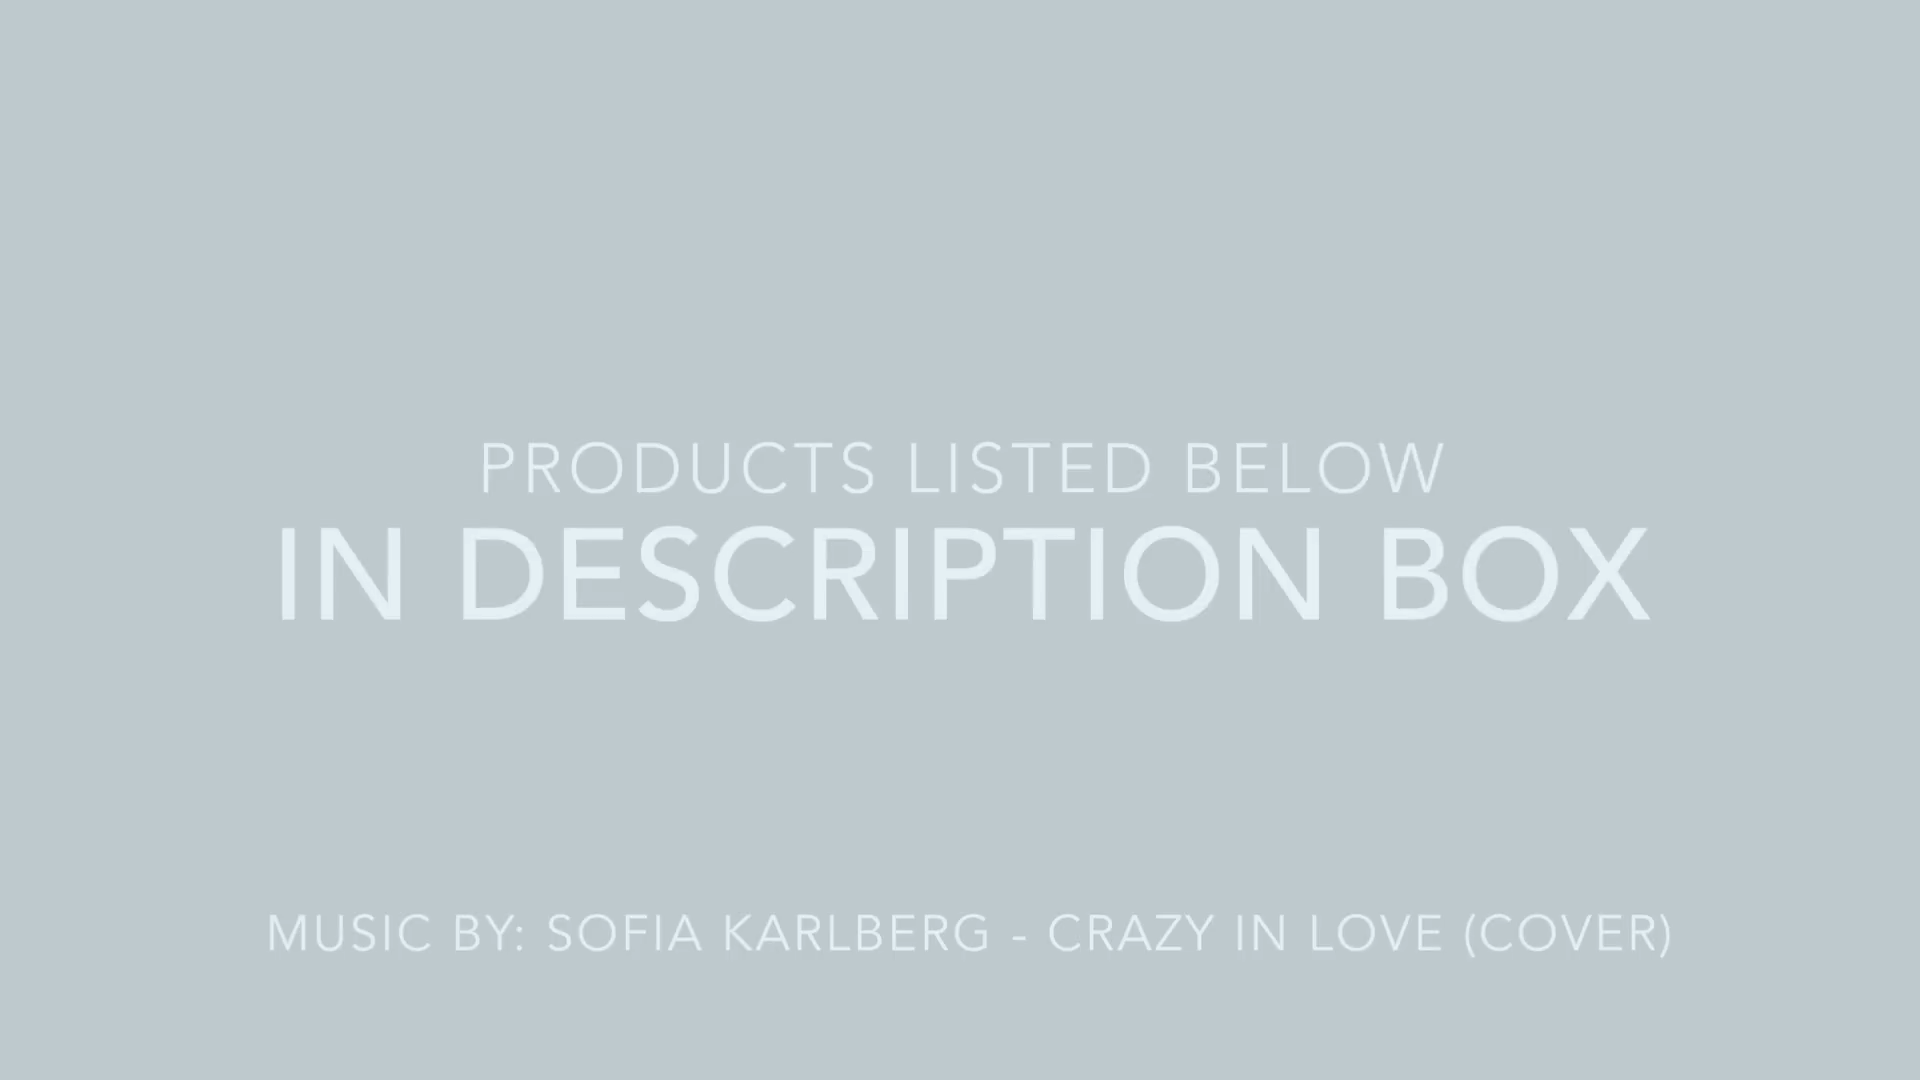 PRODUCTS LISTED BELOW
IN DESCRIPTION BOX
MUSIC BY: SOFIA KARLBERG - CRAZY IN LOVE (COVER)